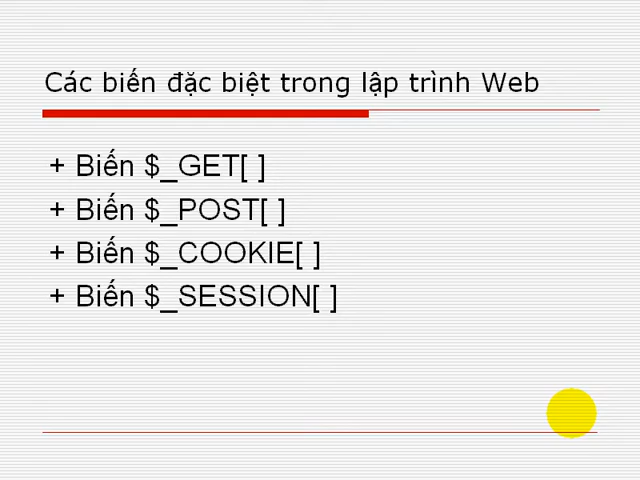 Các biến đặc biệt trong lập trình Web
+ Biến $_GET[ ]
+ Biến $_POST[ ]
+ Biến $_COOKIE[ ]
+ Biến $_SESSION[ ]